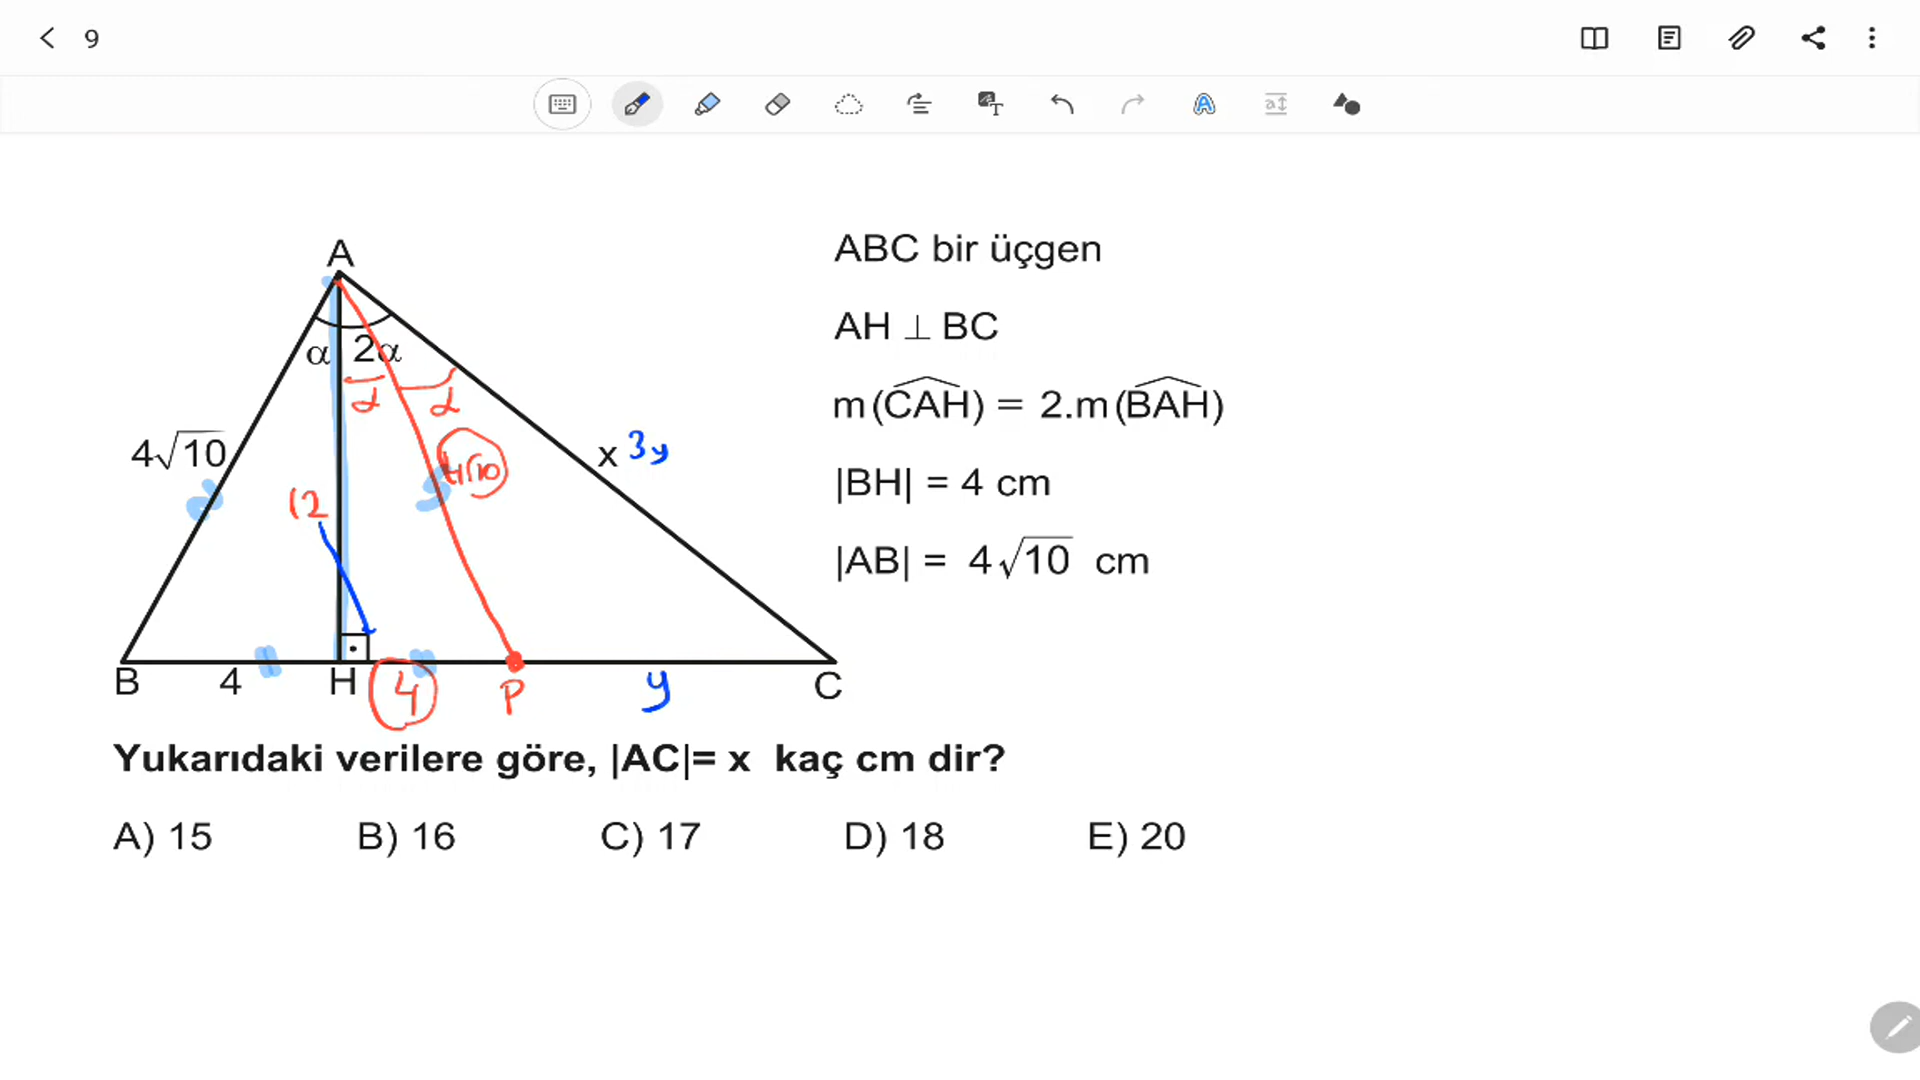 9
A
ABC bir üçgen
AH ⊥ BC
α 2α
α α
m(CAH) = 2.m(BAH)
4√10
4√10
x 3y
12
|BH| = 4 cm
|AB| = 4√10 cm
B 4 H 4 P y C
Yukarıdaki verilere göre, |AC|= x kaç cm dir?
A) 15 B) 16 C) 17 D) 18 E) 20